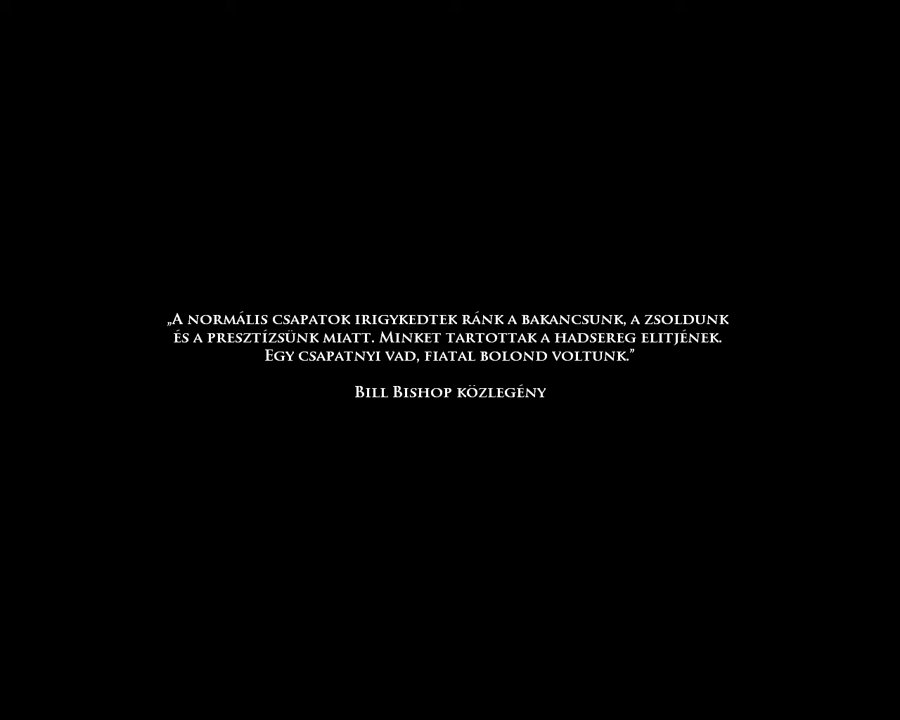 „A normális csapatok irigykedtek ránk a bakancsunk, a zsoldunk
és a presztízsünk miatt. Minket tartottak a hadsereg elitjének.
Egy csapatnyi vad, fiatal bolond voltunk.”
Bill Bishop közlegény